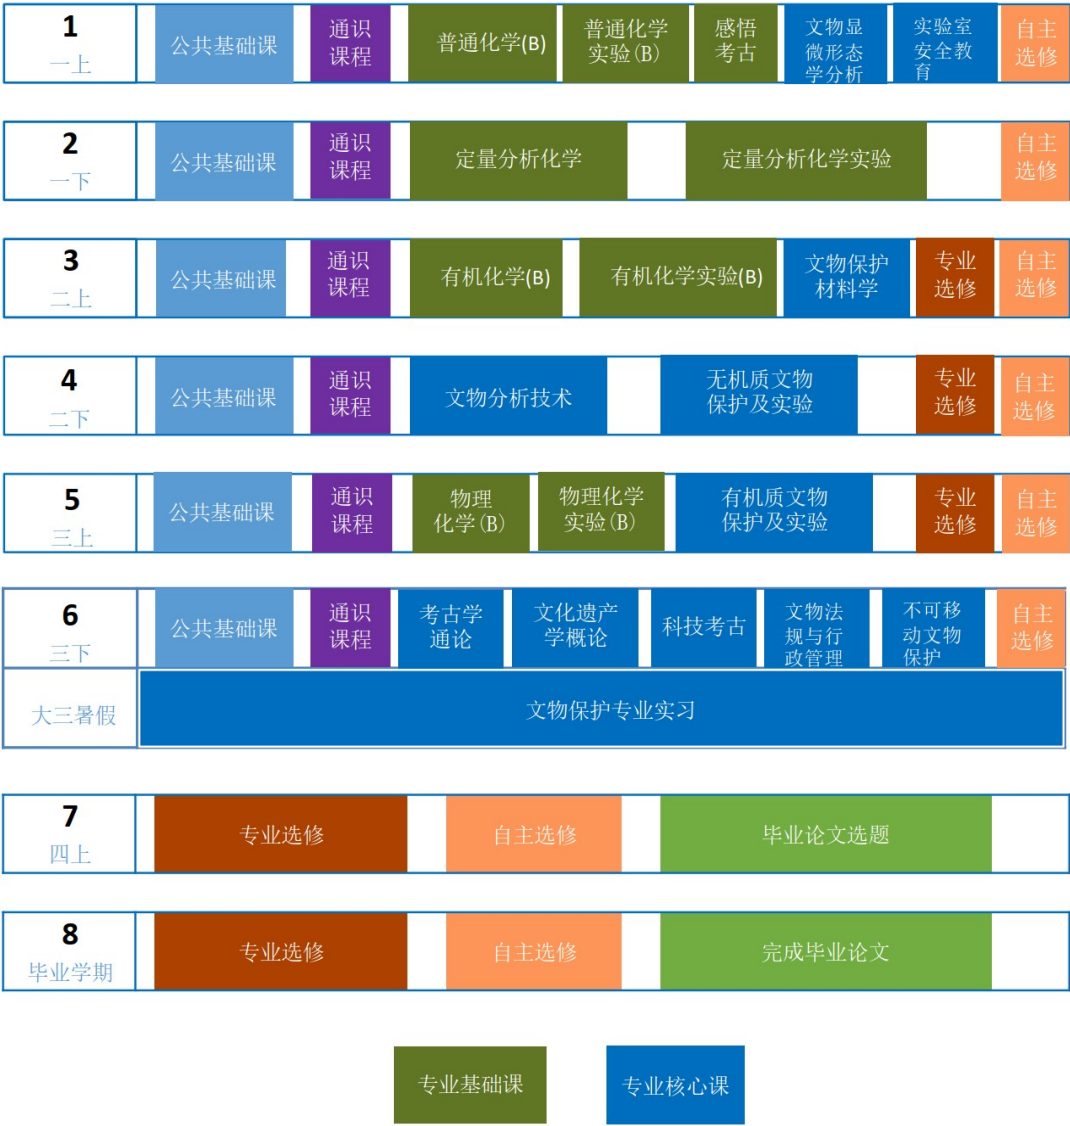 1
一上
公共基础课
通识
课程
普通化学(B)
普通化学
实验(B)
感悟
考古
文物显
微形态
学分析
实验室
安全教
育
自主
选修
2
一下
公共基础课
通识
课程
定量分析化学
定量分析化学实验
自主
选修
3
二上
公共基础课
通识
课程
有机化学(B)
有机化学实验(B)
文物保护
材料学
专业
选修
自主
选修
4
二下
公共基础课
通识
课程
文物分析技术
无机质文物
保护及实验
专业
选修
自主
选修
5
三上
公共基础课
通识
课程
物理
化学(B)
物理化学
实验(B)
有机质文物
保护及实验
专业
选修
自主
选修
6
三下
公共基础课
通识
课程
考古学
通论
文化遗产
学概论
科技考古
文物法
规与行
政管理
不可移
动文物
保护
自主
选修
大三暑假
文物保护专业实习
7
四上
专业选修
自主选修
毕业论文选题
8
毕业学期
专业选修
自主选修
完成毕业论文
专业基础课
专业核心课